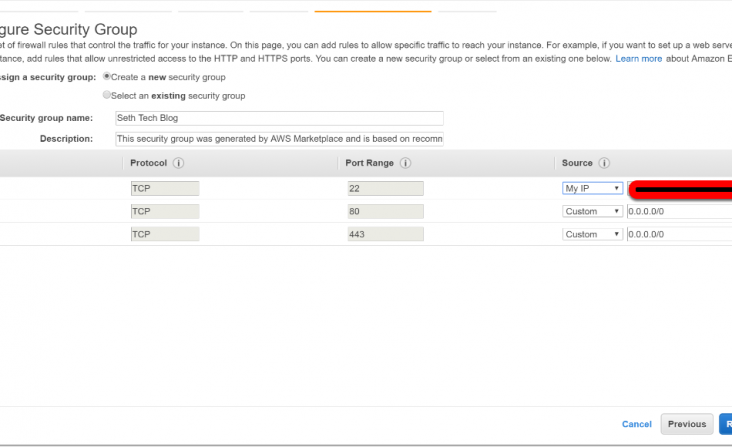 gure Security Group
et of firewall rules that control the traffic for your instance. On this page, you can add rules to allow specific traffic to reach your instance. For example, if you want to set up a web serve
tance, add rules that allow unrestricted access to the HTTP and HTTPS ports. You can create a new security group or select from an existing one below. Learn more about Amazon E
ssign a security group: Create a new security group
Select an existing security group
Security group name: Seth Tech Blog
Description: This security group was generated by AWS Marketplace and is based on recomm
Protocol i Port Range i Source i
TCP 22 My IP
TCP 80 Custom 0.0.0.0/0
TCP 443 Custom 0.0.0.0/0
Cancel Previous R